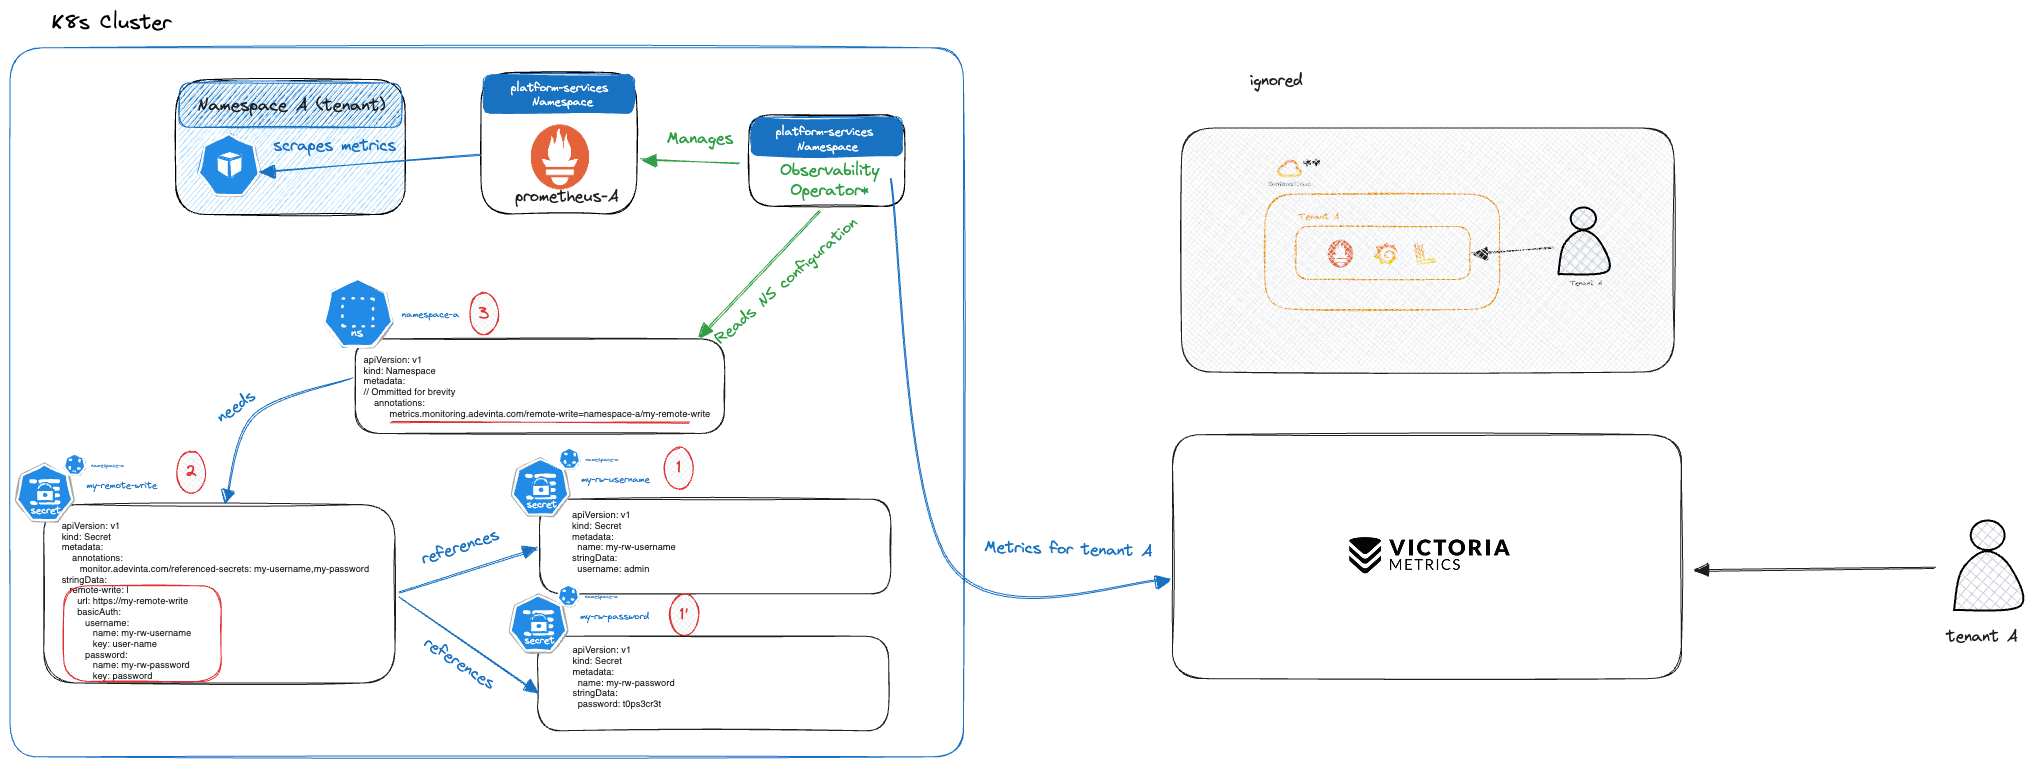 K8s Cluster
Namespace A (tenant)
scrapes metrics
platform-services
Namespace
prometheus-A
Manages
platform-services
Namespace
Observability
Operator*
Reads NS configuration
ns
namespace-a
3
apiVersion: v1
kind: Namespace
metadata:
// Ommitted for brevity
annotations:
metrics.monitoring.adevinta.com/remote-write=namespace-a/my-remote-write
needs
secret
namespace-a
my-remote-write
2
apiVersion: v1
kind: Secret
metadata:
annotations:
monitor.adevinta.com/referenced-secrets: my-username,my-password
stringData:
remote-write: |
url: https://my-remote-write
basicAuth:
username:
name: my-rw-username
key: user-name
password:
name: my-rw-password
key: password
references
references
secret
namespace-a
my-rw-username
1
apiVersion: v1
kind: Secret
metadata:
name: my-rw-username
stringData:
username: admin
secret
namespace-a
my-rw-password
1'
apiVersion: v1
kind: Secret
metadata:
name: my-rw-password
stringData:
password: t0ps3cr3t
Metrics for tenant A
ignored
Grafana Cloud
Tenant A
Tenant A
VICTORIA
METRICS
tenant A